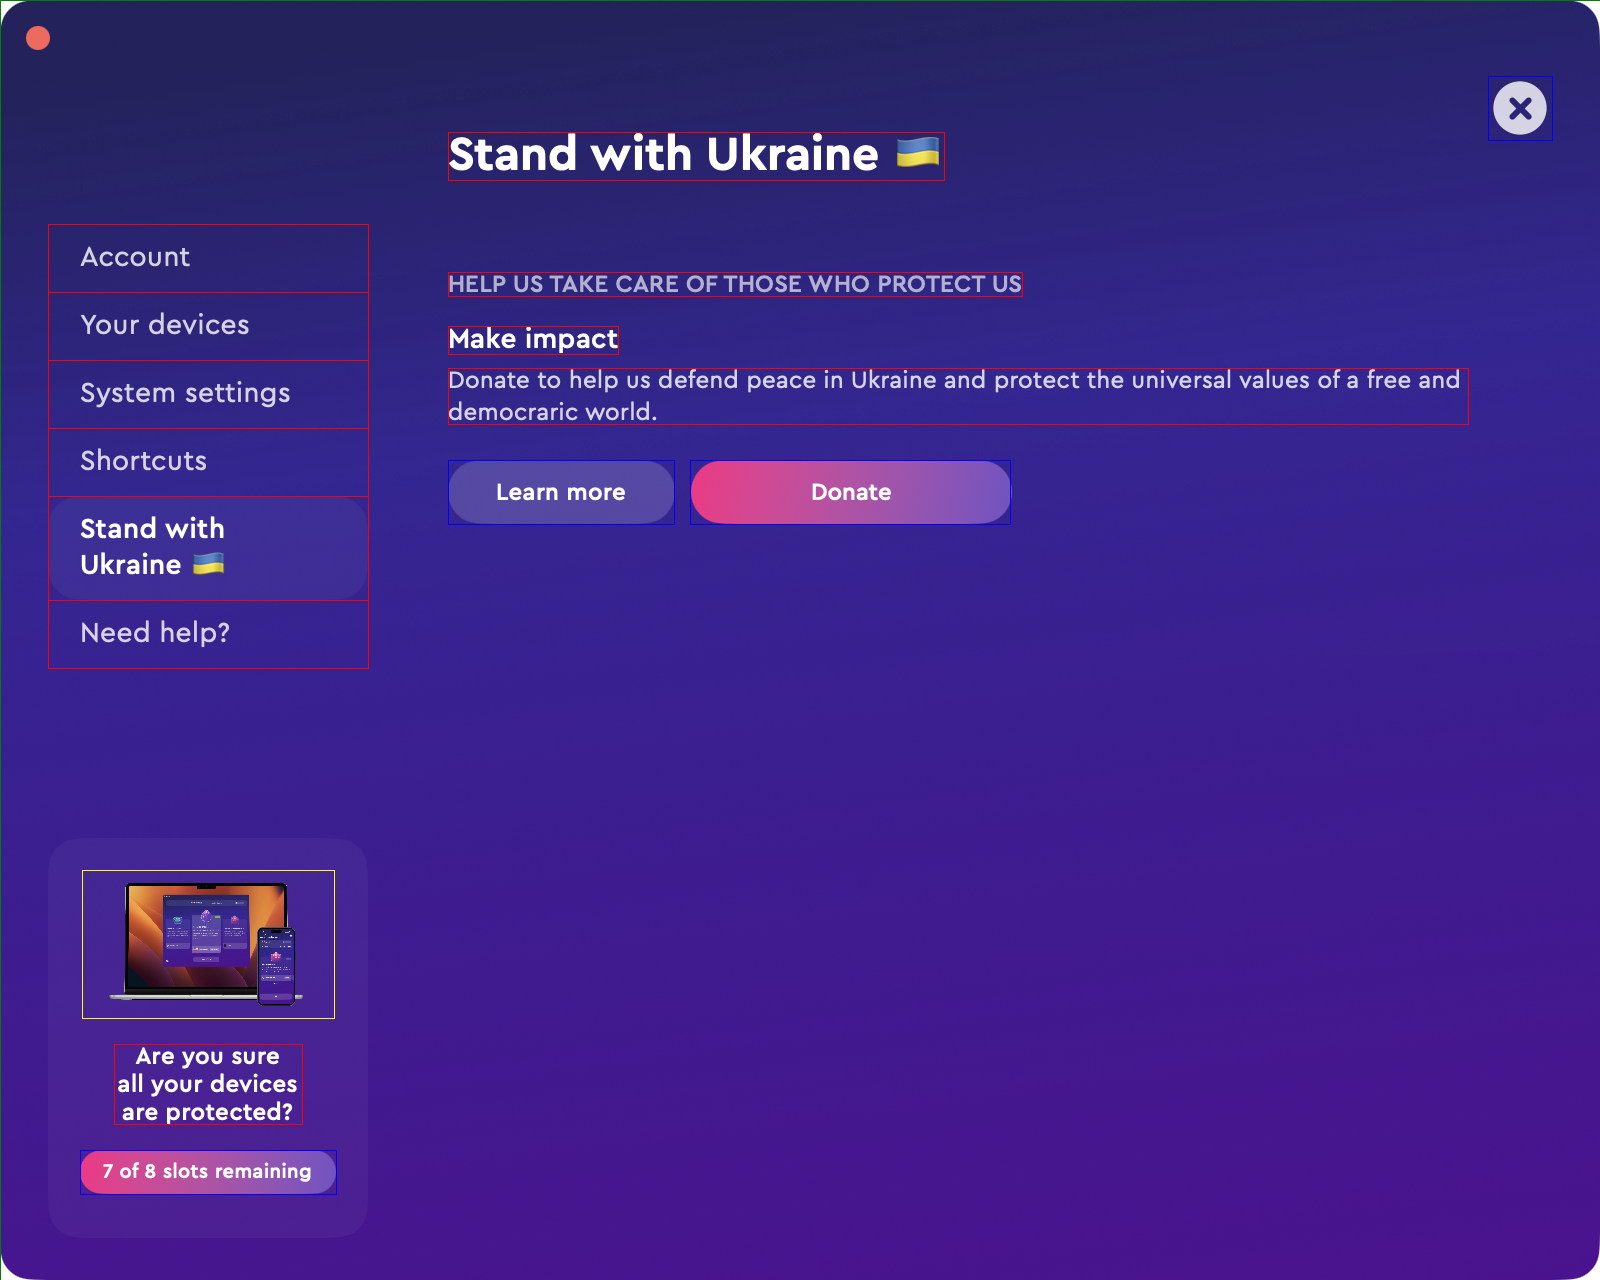 Stand with Ukraine 🇺🇦
Account
Your devices
System settings
Shortcuts
Stand with
Ukraine 🇺🇦
Need help?
HELP US TAKE CARE OF THOSE WHO PROTECT US
Make impact
Donate to help us defend peace in Ukraine and protect the universal values of a free and
democraric world.
Learn more
Donate
Are you sure
all your devices
are protected?
7 of 8 slots remaining